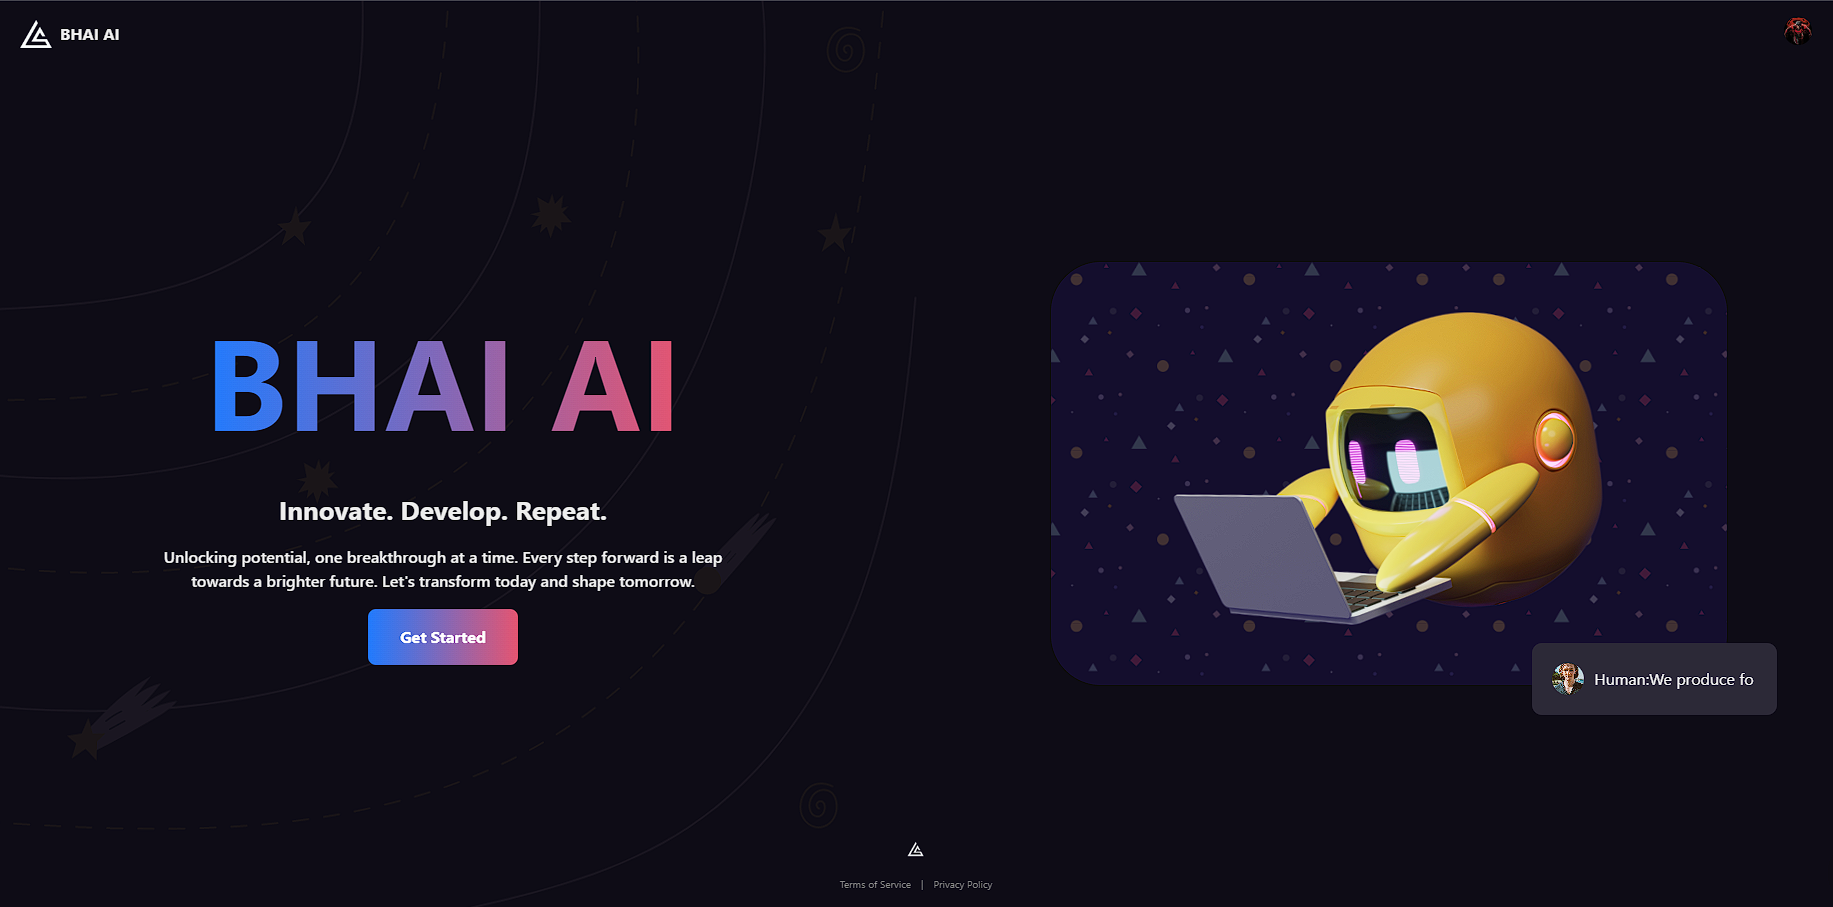 BHAI AI
BHAI AI
Innovate. Develop. Repeat.
Unlocking potential, one breakthrough at a time. Every step forward is a leap
towards a brighter future. Let's transform today and shape tomorrow.
Get Started
Human:We produce fo
Terms of Service | Privacy Policy